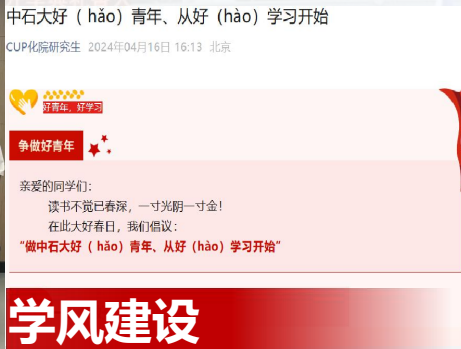 中石大好（ hǎo）青年、从好（hào）学习开始
CUP化院研究生 2024年04月16日 16:13 北京
好青年，好学习
争做好青年
亲爱的同学们：
读书不觉已春深，一寸光阴一寸金！
在此大好春日，我们倡议：
“做中石大好（ hǎo）青年、从好（hào）学习开始”
学风建设